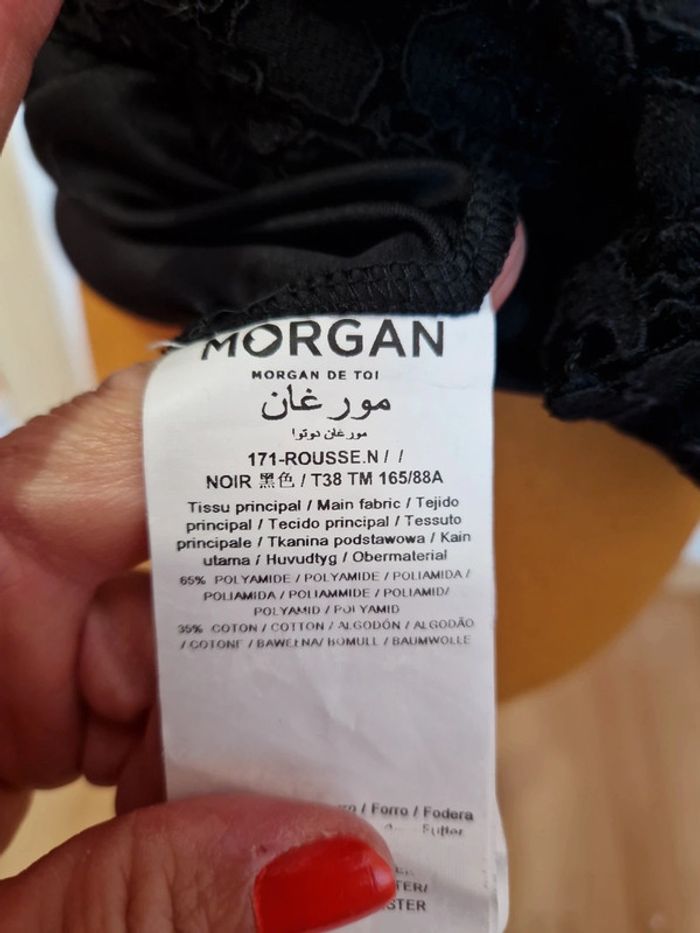 MORGAN
MORGAN DE TOI
مورغان
مورغان دوتوا
171-ROUSSE.N / /
NOIR 黑色 / T38 TM 165/88A
Tissu principal / Main fabric / Tejido
principal / Tecido principal / Tessuto
principale / Tkanina podstawowa / Kain
utama / Huvudtyg / Obermaterial
65% POLYAMIDE / POLYAMIDE / POLIAMIDA /
POLIAMIDA / POLIAMMIDE / POLIAMID/
POLYAMID / POLYAMID
35% COTON / COTTON / ALGODÓN / ALGODÃO
/ COTONE / BAWEŁNA/ BOMULL / BAUMWOLLE
/ Forro / Fodera
Futter